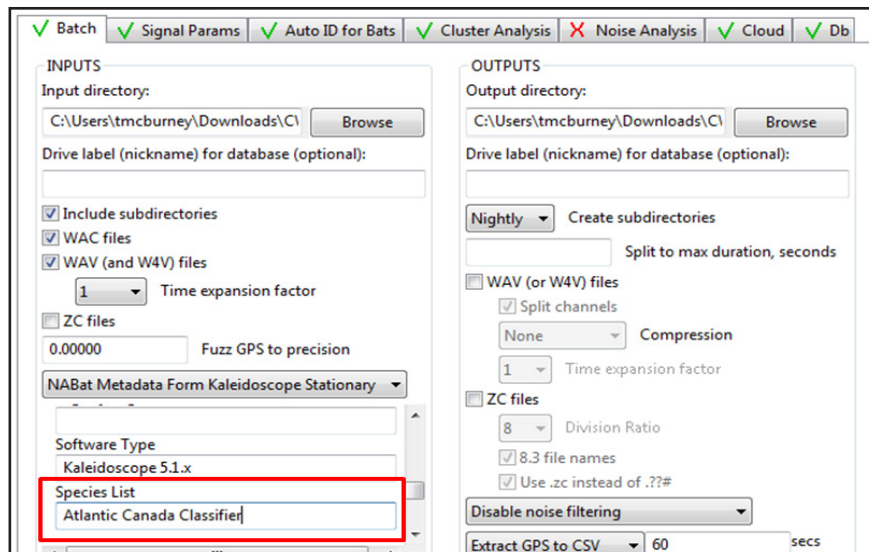 Batch Signal Params Auto ID for Bats Cluster Analysis Noise Analysis Cloud Db
INPUTS
Input directory:
C:\Users\tmcburney\Downloads\C\ Browse
Drive label (nickname) for database (optional):
Include subdirectories
WAC files
WAV (and W4V) files
1 Time expansion factor
ZC files
0.00000 Fuzz GPS to precision
NABat Metadata Form Kaleidoscope Stationary
Software Type
Kaleidoscope 5.1.x
Species List
Atlantic Canada Classifier
OUTPUTS
Output directory:
C:\Users\tmcburney\Downloads\C\ Browse
Drive label (nickname) for database (optional):
Nightly Create subdirectories
Split to max duration, seconds
WAV (or W4V) files
Split channels
None Compression
1 Time expansion factor
ZC files
8 Division Ratio
8.3 file names
Use .zc instead of .??#
Disable noise filtering
Extract GPS to CSV 60 secs